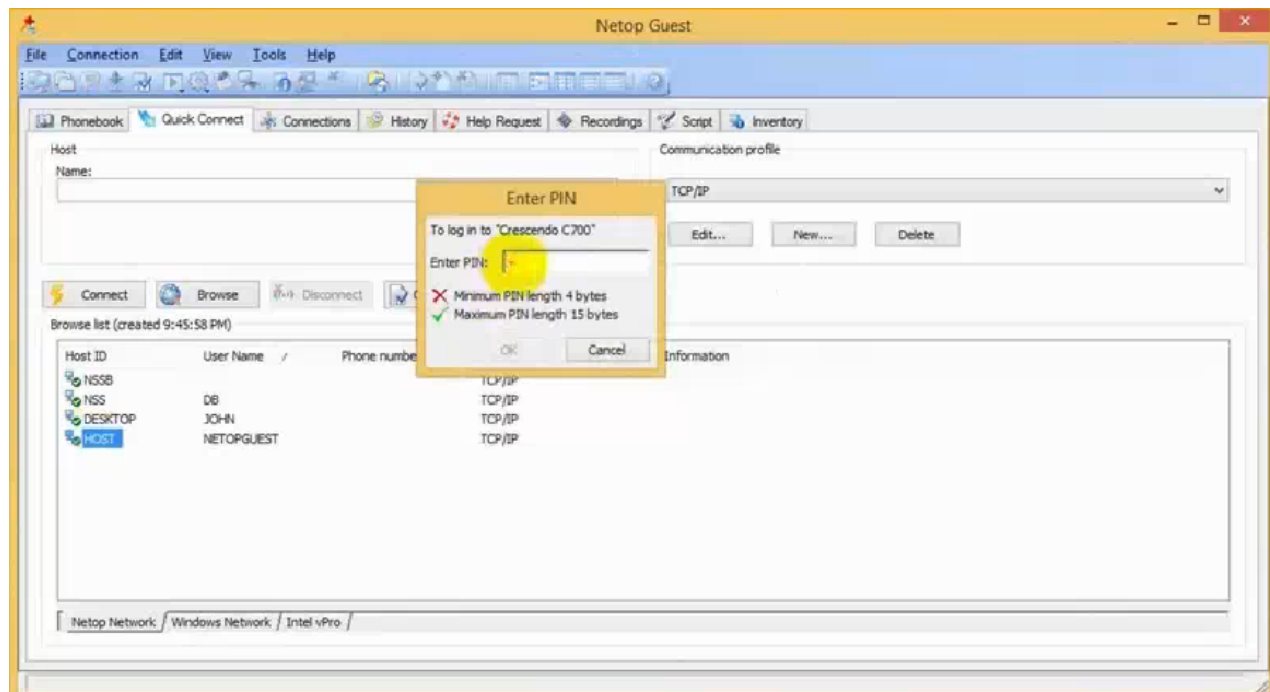 Netop Guest
File Connection Edit View Tools Help
Phonebook Quick Connect Connections History Help Request Recordings Script Inventory
Host
Name:
Communication profile
TCP/IP
Edit... New... Delete
Enter PIN
To log in to "Crescendo C700"
Enter PIN:
Minimum PIN length 4 bytes
Maximum PIN length 15 bytes
OK Cancel
Connect Browse Disconnect
Browse list (created 9:45:58 PM)
Host ID User Name / Phone numbe Information
NSSB TCP/IP
NSS DB TCP/IP
DESKTOP JOHN TCP/IP
HOST NETOPGUEST TCP/IP
Netop Network Windows Network Intel vPro